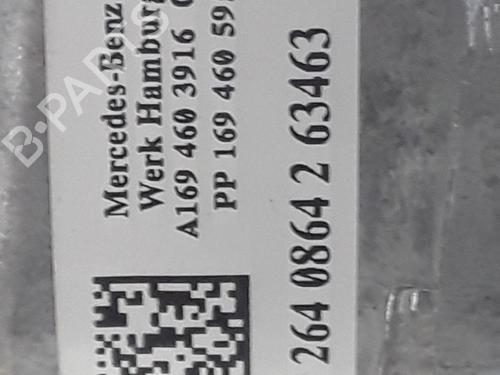 Mercedes-Benz
Werk Hamburg
A169 460 3916
PP 169 460 59
264 0864 2 63463
B-PARTS